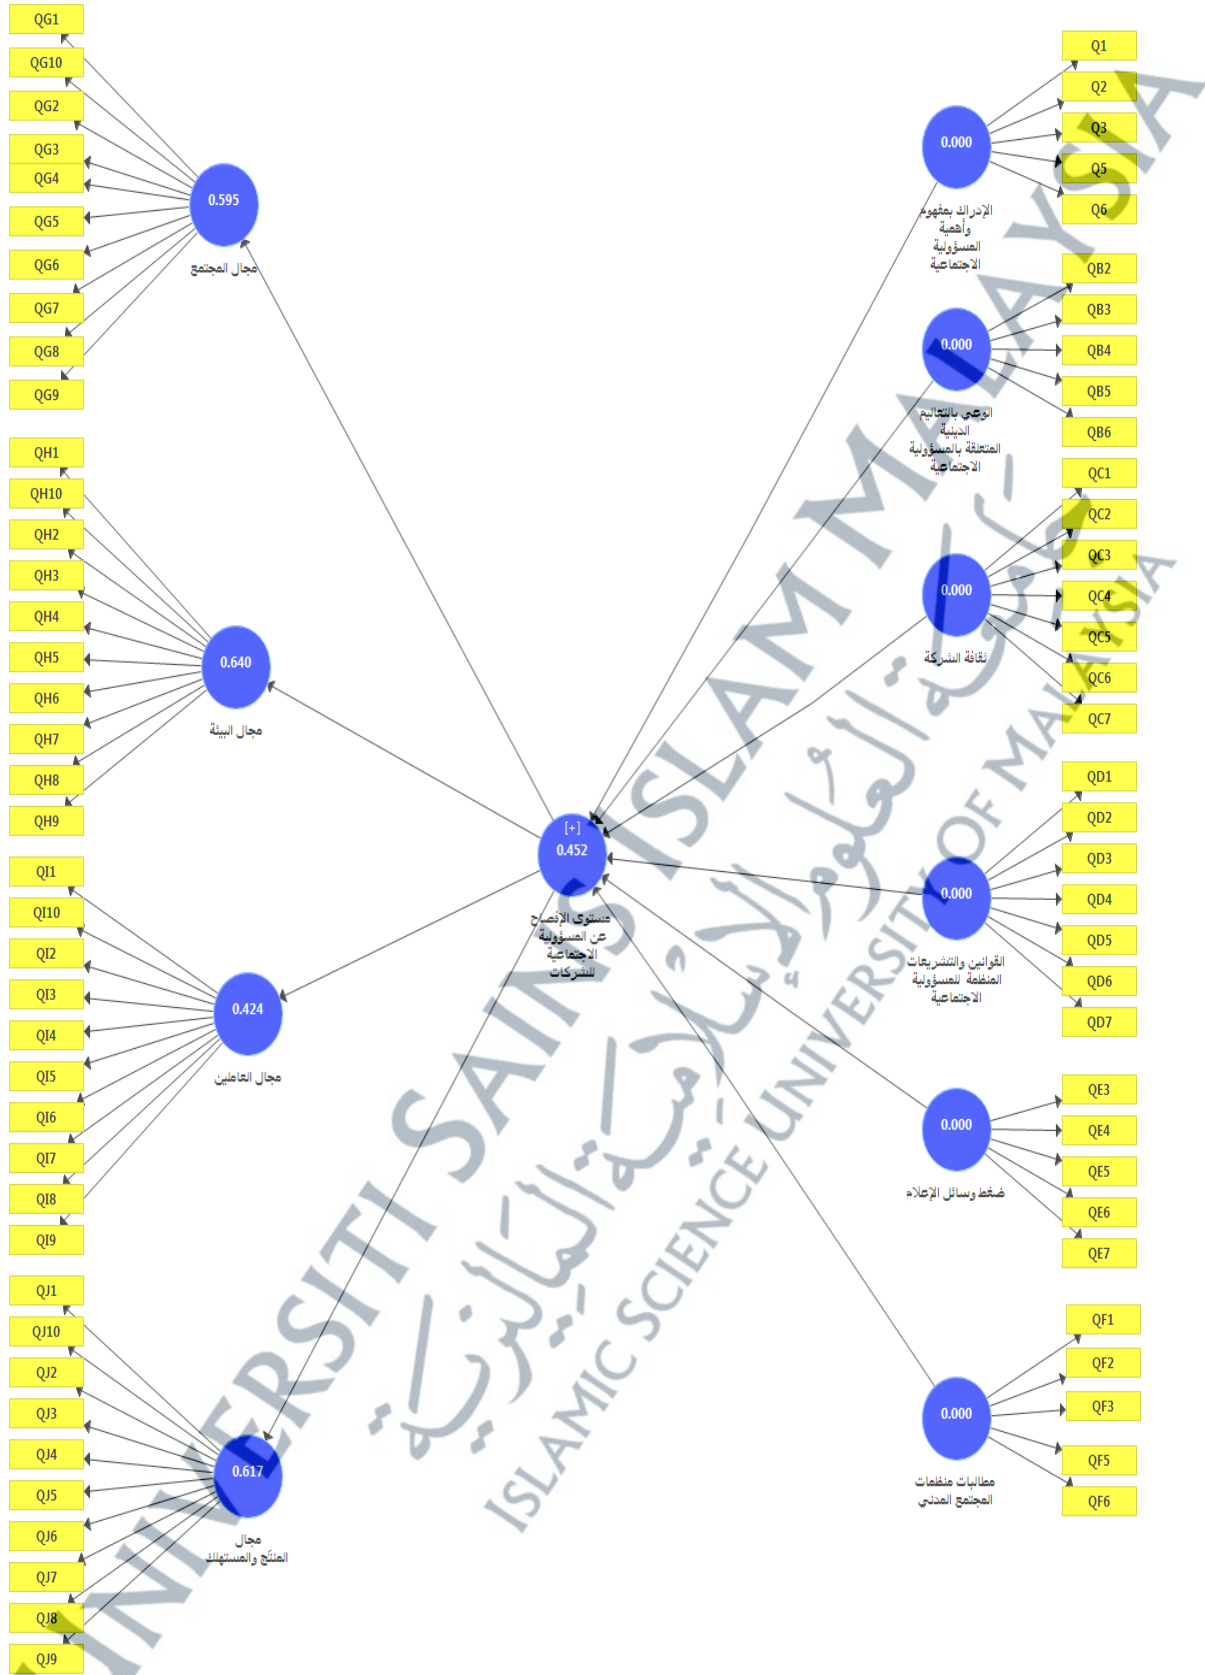 QG1
QG10
QG2
QG3
QG4
QG5
QG6
QG7
QG8
QG9
0.595
مجال المجتمع
QH1
QH10
QH2
QH3
QH4
QH5
QH6
QH7
QH8
QH9
0.640
مجال البيئة
QI1
QI10
QI2
QI3
QI4
QI5
QI6
QI7
QI8
QI9
0.424
مجال العاملين
QJ1
QJ10
QJ2
QJ3
QJ4
QJ5
QJ6
QJ7
QJ8
QJ9
0.617
مجال
المنتَج والمستهلك
[+]
0.452
مستوى الإفصاح
عن المسؤولية
الاجتماعية
للشركات
0.000
الإدراك بمفهوم
وأهمية
المسؤولية
الاجتماعية
Q1
Q2
Q3
Q5
Q6
0.000
الوعي بالتعاليم
الدينية
المتعلقة بالمسؤولية
الاجتماعية
QB2
QB3
QB4
QB5
QB6
0.000
ثقافة الشركة
QC1
QC2
QC3
QC4
QC5
QC6
QC7
0.000
القوانين والتشريعات
المنظمة للمسؤولية
الاجتماعية
QD1
QD2
QD3
QD4
QD5
QD6
QD7
0.000
ضغط وسائل الإعلام
QE3
QE4
QE5
QE6
QE7
0.000
مطالبات منظمات
المجتمع المدني
QF1
QF2
QF3
QF5
QF6
UNIVERSITI SAINS ISLAM MALAYSIA
جامعة العلوم الإسلامية الماليزية
ISLAMIC SCIENCE UNIVERSITY OF MALAYSIA